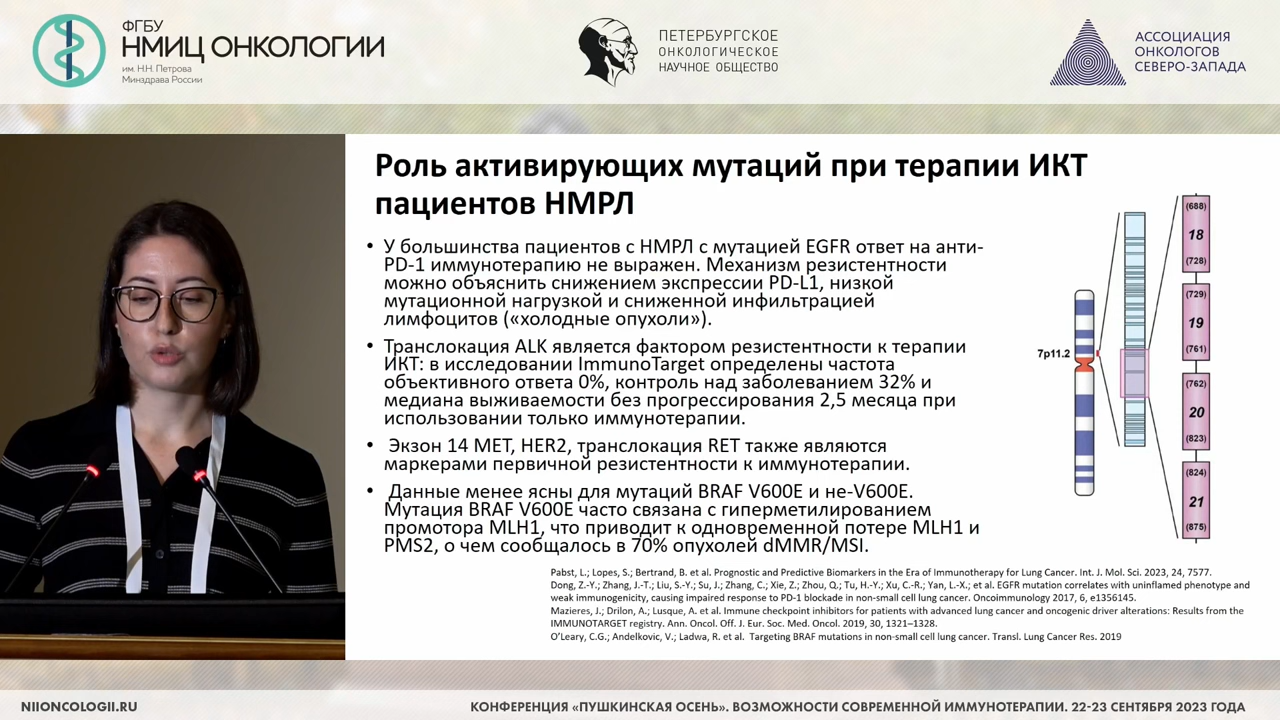 ФГБУ
НМИЦ ОНКОЛОГИИ
им. Н.Н. Петрова
Минздрава России
ПЕТЕРБУРГСКОЕ
ОНКОЛОГИЧЕСКОЕ
НАУЧНОЕ ОБЩЕСТВО
АССОЦИАЦИЯ
ОНКОЛОГОВ
СЕВЕРО-ЗАПАДА
Роль активирующих мутаций при терапии ИКТ
пациентов НМРЛ
• У большинства пациентов с НМРЛ с мутацией EGFR ответ на анти-
PD-1 иммунотерапию не выражен. Механизм резистентности
можно объяснить снижением экспрессии PD-L1, низкой
мутационной нагрузкой и сниженной инфильтрацией
лимфоцитов («холодные опухоли»).
• Транслокация ALK является фактором резистентности к терапии
ИКТ: в исследовании ImmunoTarget определены частота
объективного ответа 0%, контроль над заболеванием 32% и
медиана выживаемости без прогрессирования 2,5 месяца при
использовании только иммунотерапии.
• Экзон 14 MET, HER2, транслокация RET также являются
маркерами первичной резистентности к иммунотерапии.
• Данные менее ясны для мутаций BRAF V600E и не-V600E.
Мутация BRAF V600E часто связана с гиперметилированием
промотора MLH1, что приводит к одновременной потере MLH1 и
PMS2, о чем сообщалось в 70% опухолей dMMR/MSI.
7p11.2
(688)
18
(728)
(729)
19
(761)
(762)
20
(823)
(824)
21
(875)
Pabst, L.; Lopes, S.; Bertrand, B. et al. Prognostic and Predictive Biomarkers in the Era of Immunotherapy for Lung Cancer. Int. J. Mol. Sci. 2023, 24, 7577.
Dong, Z.-Y.; Zhang, J.-T.; Liu, S.-Y.; Su, J.; Zhang, C.; Xie, Z.; Zhou, Q.; Tu, H.-Y.; Xu, C.-R.; Yan, L.-X.; et al. EGFR mutation correlates with uninflamed phenotype and
weak immunogenicity, causing impaired response to PD-1 blockade in non-small cell lung cancer. Oncoimmunology 2017, 6, e1356145.
Mazieres, J.; Drilon, A.; Lusque, A. et al. Immune checkpoint inhibitors for patients with advanced lung cancer and oncogenic driver alterations: Results from the
IMMUNOTARGET registry. Ann. Oncol. Off. J. Eur. Soc. Med. Oncol. 2019, 30, 1321–1328.
O’Leary, C.G.; Andelkovic, V.; Ladwa, R. et al. Targeting BRAF mutations in non-small cell lung cancer. Transl. Lung Cancer Res. 2019
NIIONCOLOGII.RU
КОНФЕРЕНЦИЯ «ПУШКИНСКАЯ ОСЕНЬ». ВОЗМОЖНОСТИ СОВРЕМЕННОЙ ИММУНОТЕРАПИИ. 22-23 СЕНТЯБРЯ 2023 ГОДА